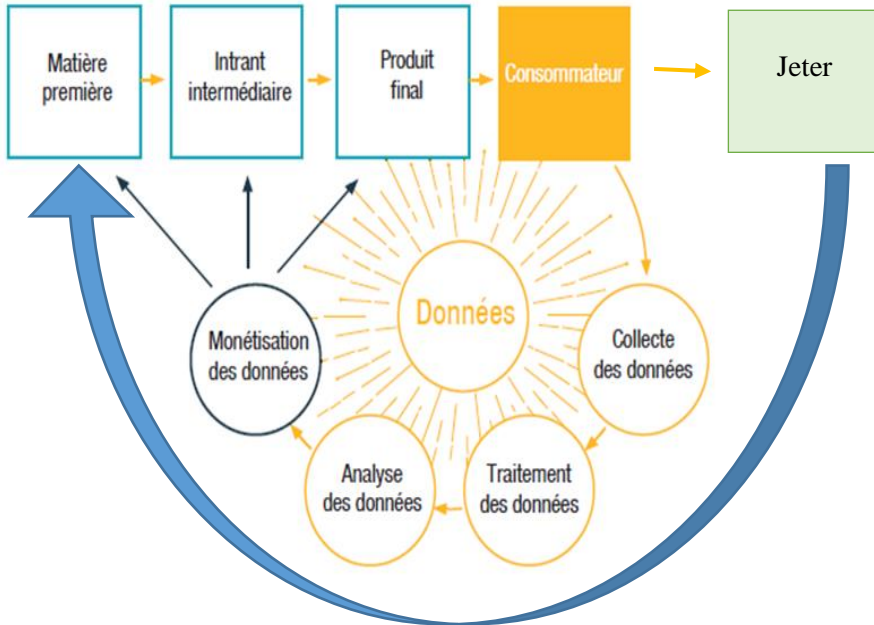 Matière
première
Intrant
intermédiaire
Produit
final
Consommateur
Jeter
Données
Monétisation
des données
Collecte
des données
Analyse
des données
Traitement
des données